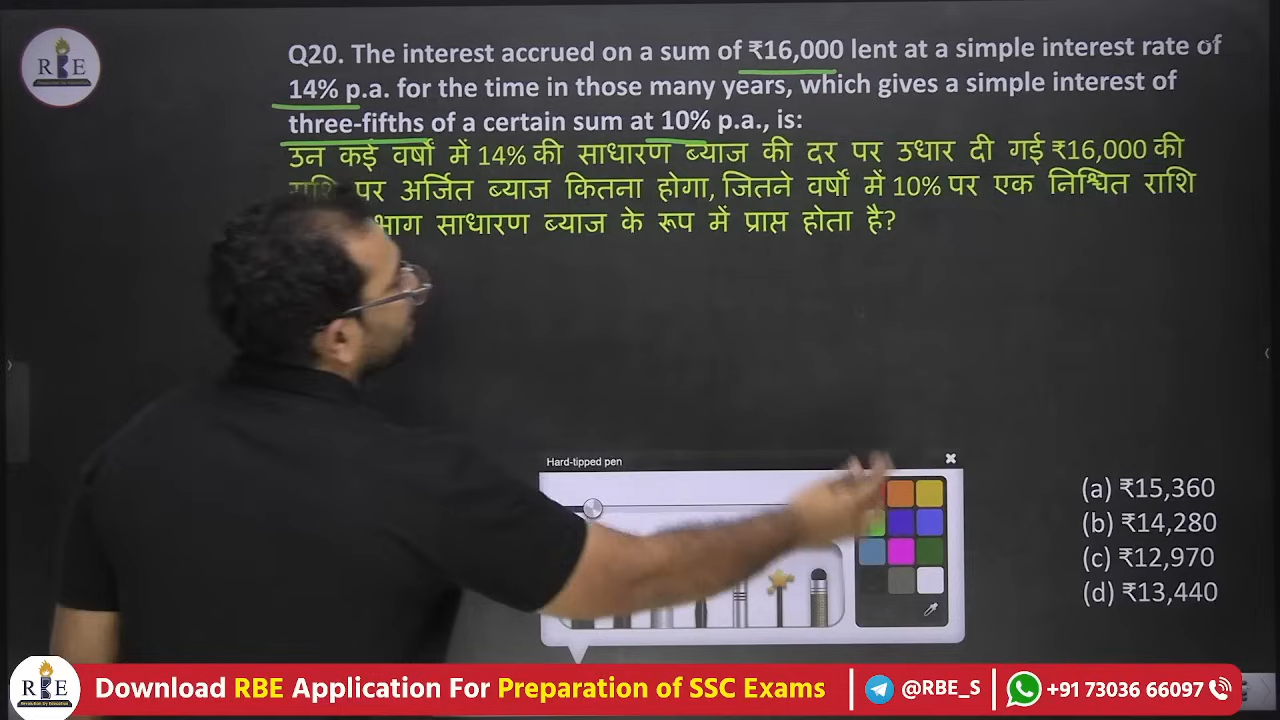 RBE
Q20. The interest accrued on a sum of ₹16,000 lent at a simple interest rate of
14% p.a. for the time in those many years, which gives a simple interest of
three-fifths of a certain sum at 10% p.a., is:
उन कई वर्षों में 14% की साधारण ब्याज की दर पर उधार दी गई ₹16,000 की
राशि पर अर्जित ब्याज कितना होगा, जितने वर्षों में 10% पर एक निश्चित राशि
भाग साधारण ब्याज के रूप में प्राप्त होता है?
Hard-tipped pen
(a) ₹15,360
(b) ₹14,280
(c) ₹12,970
(d) ₹13,440
RBE
Download RBE Application For Preparation of SSC Exams
@RBE_S
+91 73036 66097